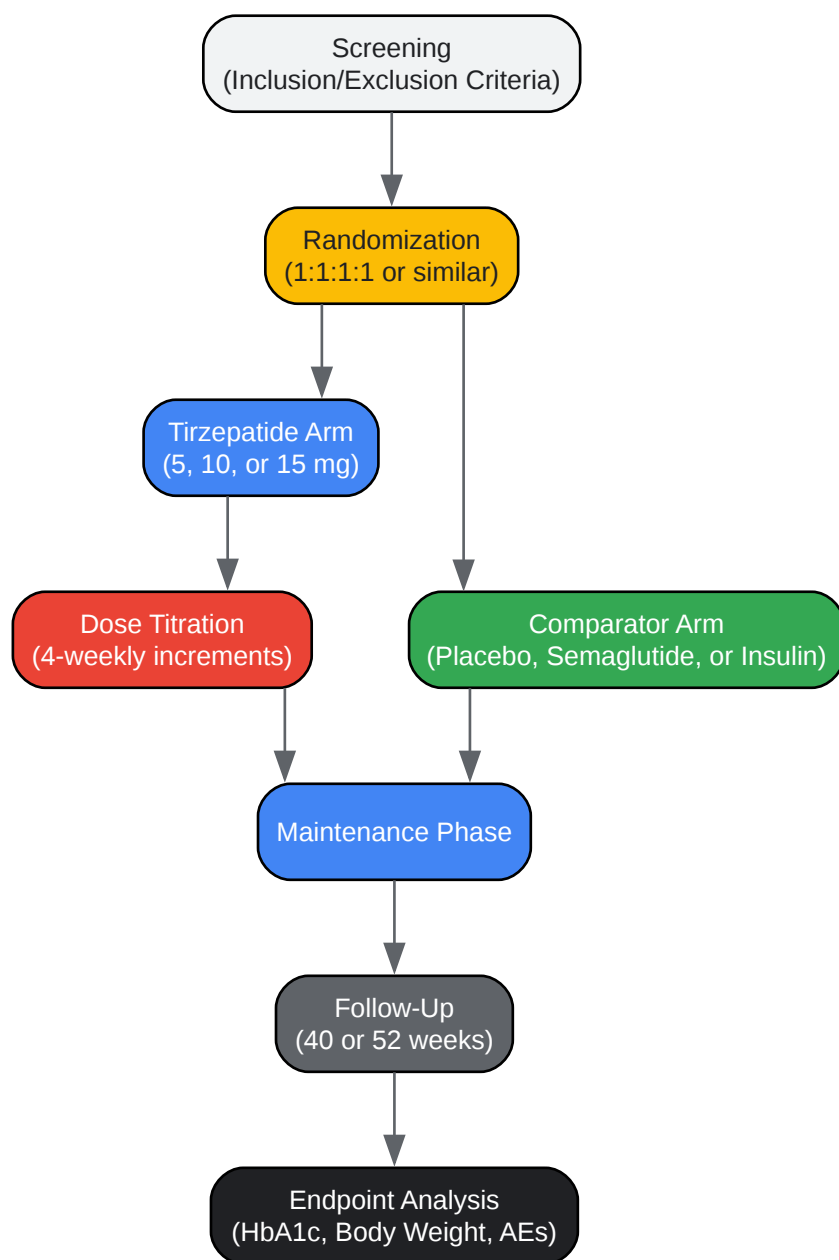 Screening
(Inclusion/Exclusion Criteria)
Randomization
(1:1:1:1 or similar)
Tirzepatide Arm
(5, 10, or 15 mg)
Dose Titration
(4-weekly increments)
Comparator Arm
(Placebo, Semaglutide, or Insulin)
Maintenance Phase
Follow-Up
(40 or 52 weeks)
Endpoint Analysis
(HbA1c, Body Weight, AEs)